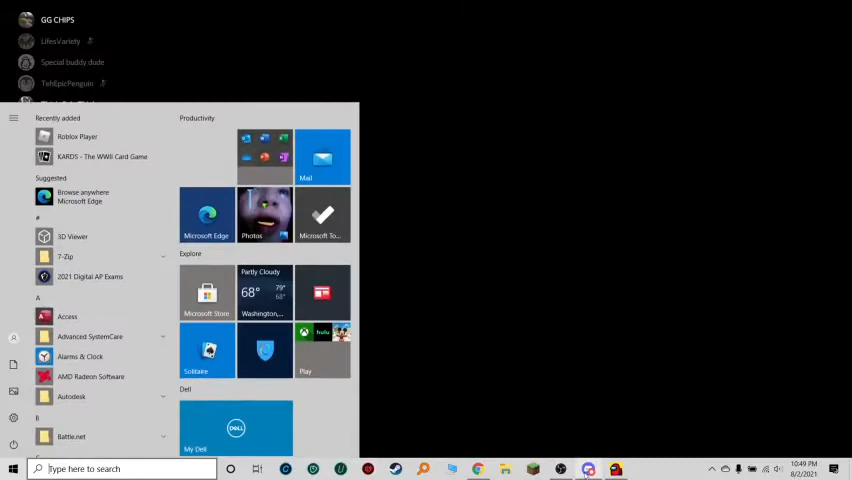 GG CHIPS
LifesVariety
Special buddy dude
TehEpicPenguin
Recently added
Productivity
Roblox Player
KARDS - The WWII Card Game
Suggested
Browse anywhere
Microsoft Edge
Mail
#
3D Viewer
7-Zip
2021 Digital AP Exams
Microsoft Edge
Photos
Microsoft To...
Explore
A
Access
Advanced SystemCare
Alarms & Clock
AMD Radeon Software
Autodesk
Microsoft Store
Partly Cloudy
68°
79°
68°
Washington,...
Solitaire
hulu
Play
Dell
B
Battle.net
My Dell
Type here to search
10:49 PM
8/2/2021